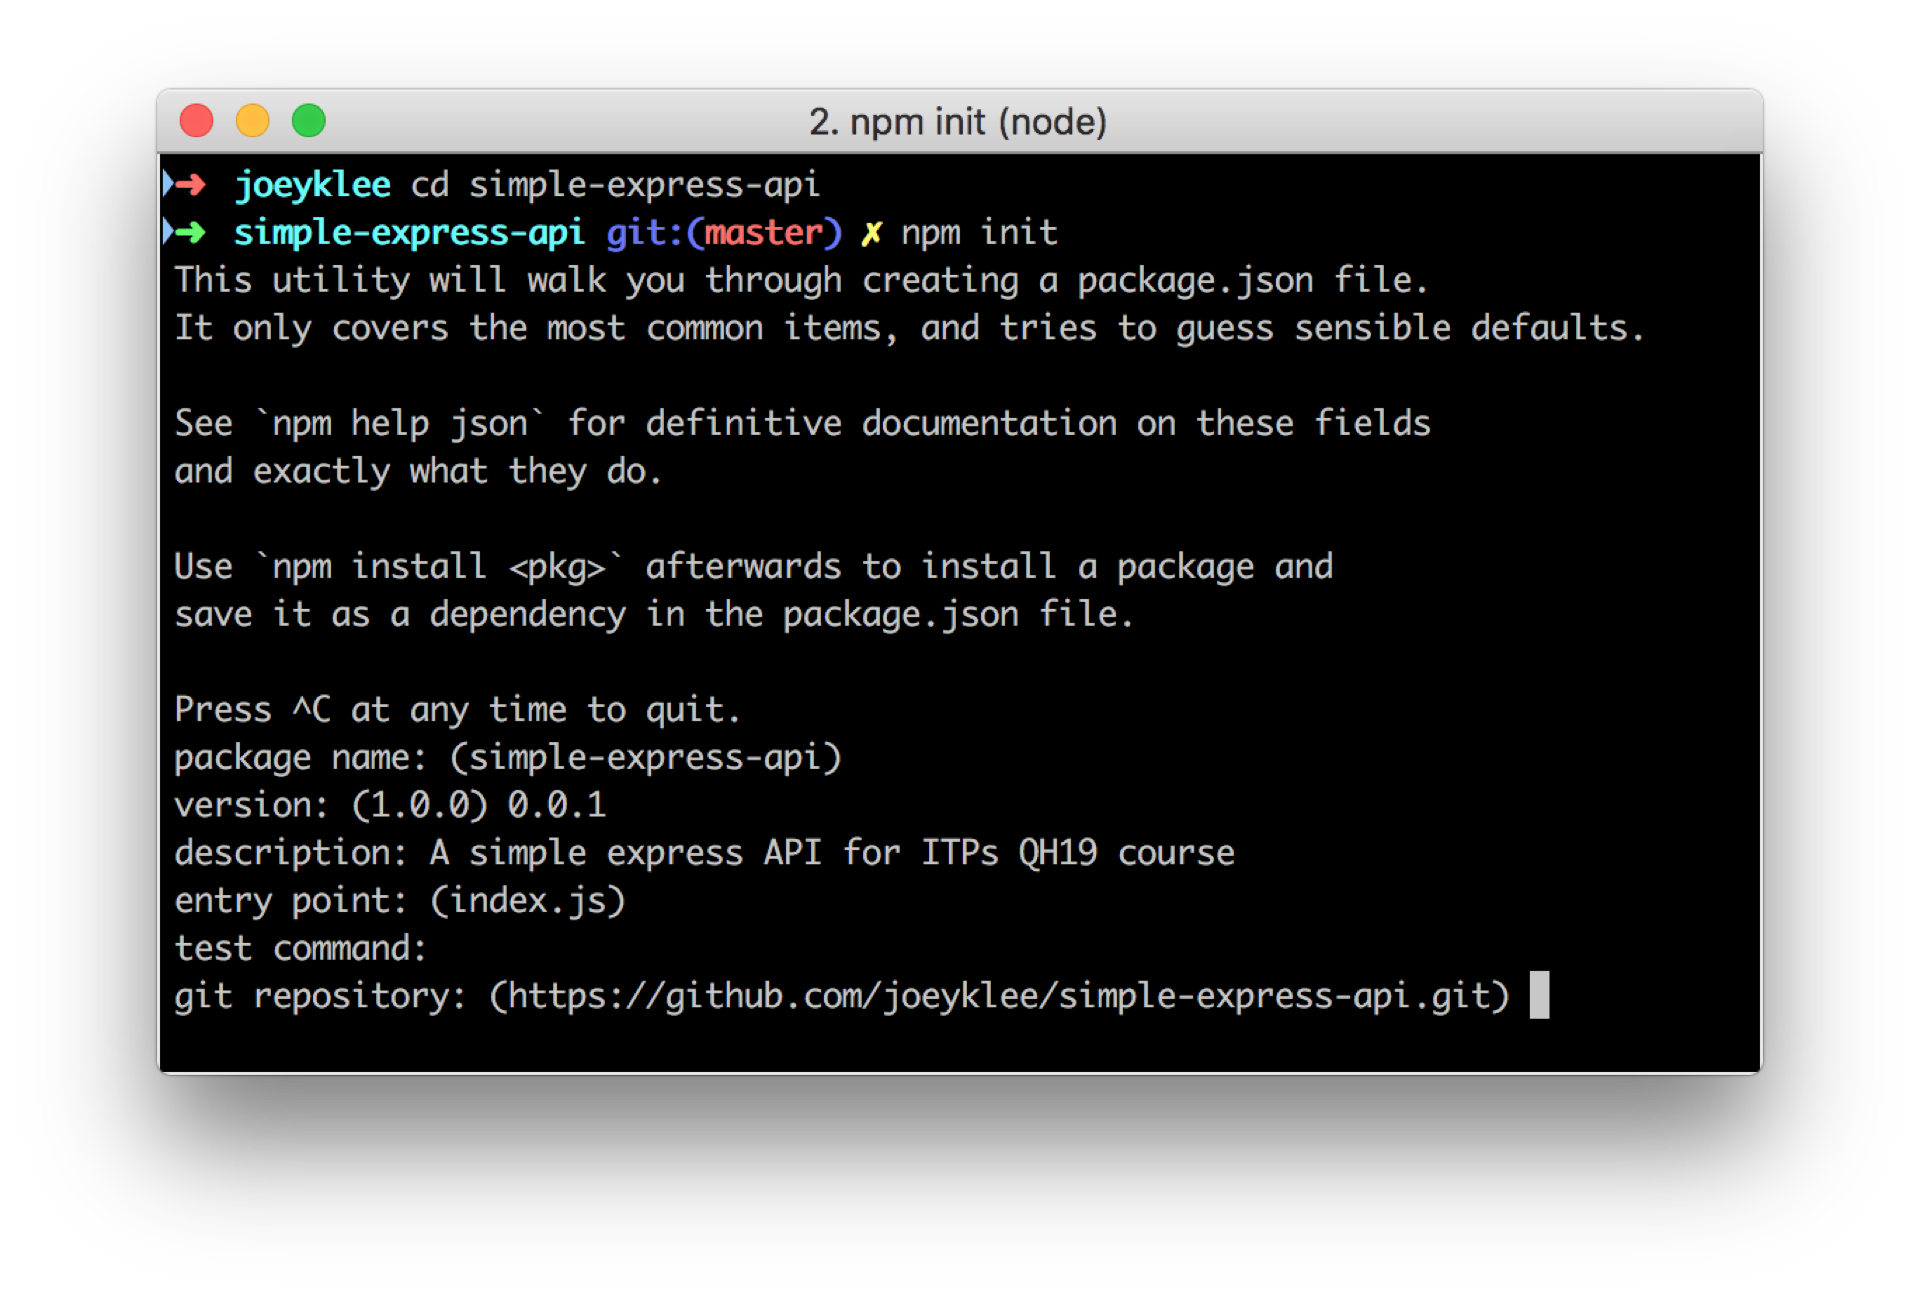 2. npm init (node)
➜ joeyklee cd simple-express-api
➜ simple-express-api git:(master) ✗ npm init
This utility will walk you through creating a package.json file.
It only covers the most common items, and tries to guess sensible defaults.
See `npm help json` for definitive documentation on these fields
and exactly what they do.
Use `npm install <pkg>` afterwards to install a package and
save it as a dependency in the package.json file.
Press ^C at any time to quit.
package name: (simple-express-api)
version: (1.0.0) 0.0.1
description: A simple express API for ITPs QH19 course
entry point: (index.js)
test command:
git repository: (https://github.com/joeyklee/simple-express-api.git)